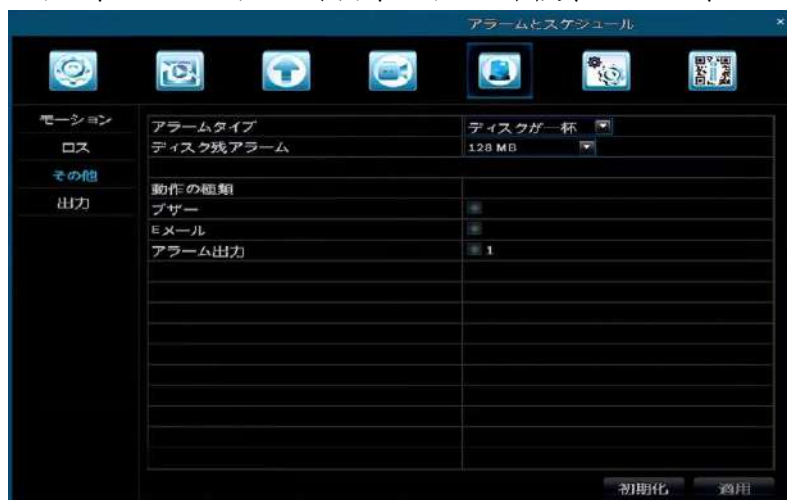 アラームとスケジュール ×
モーション
ロス
その他
出力
アラームタイプ ディスクが一杯
ディスク残アラーム 128 MB
動作の種類
ブザー
Eメール
アラーム出力 1
初期化 適用